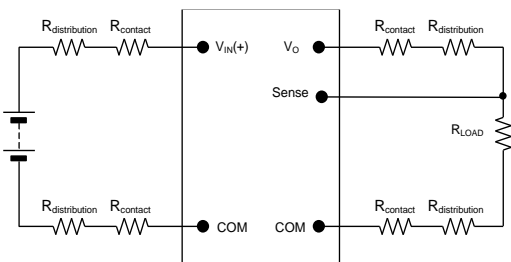 Rdistribution Rcontact
VIN(+)
VO
Rcontact Rdistribution
Sense
RLOAD
Rdistribution Rcontact
COM
COM
Rcontact Rdistribution